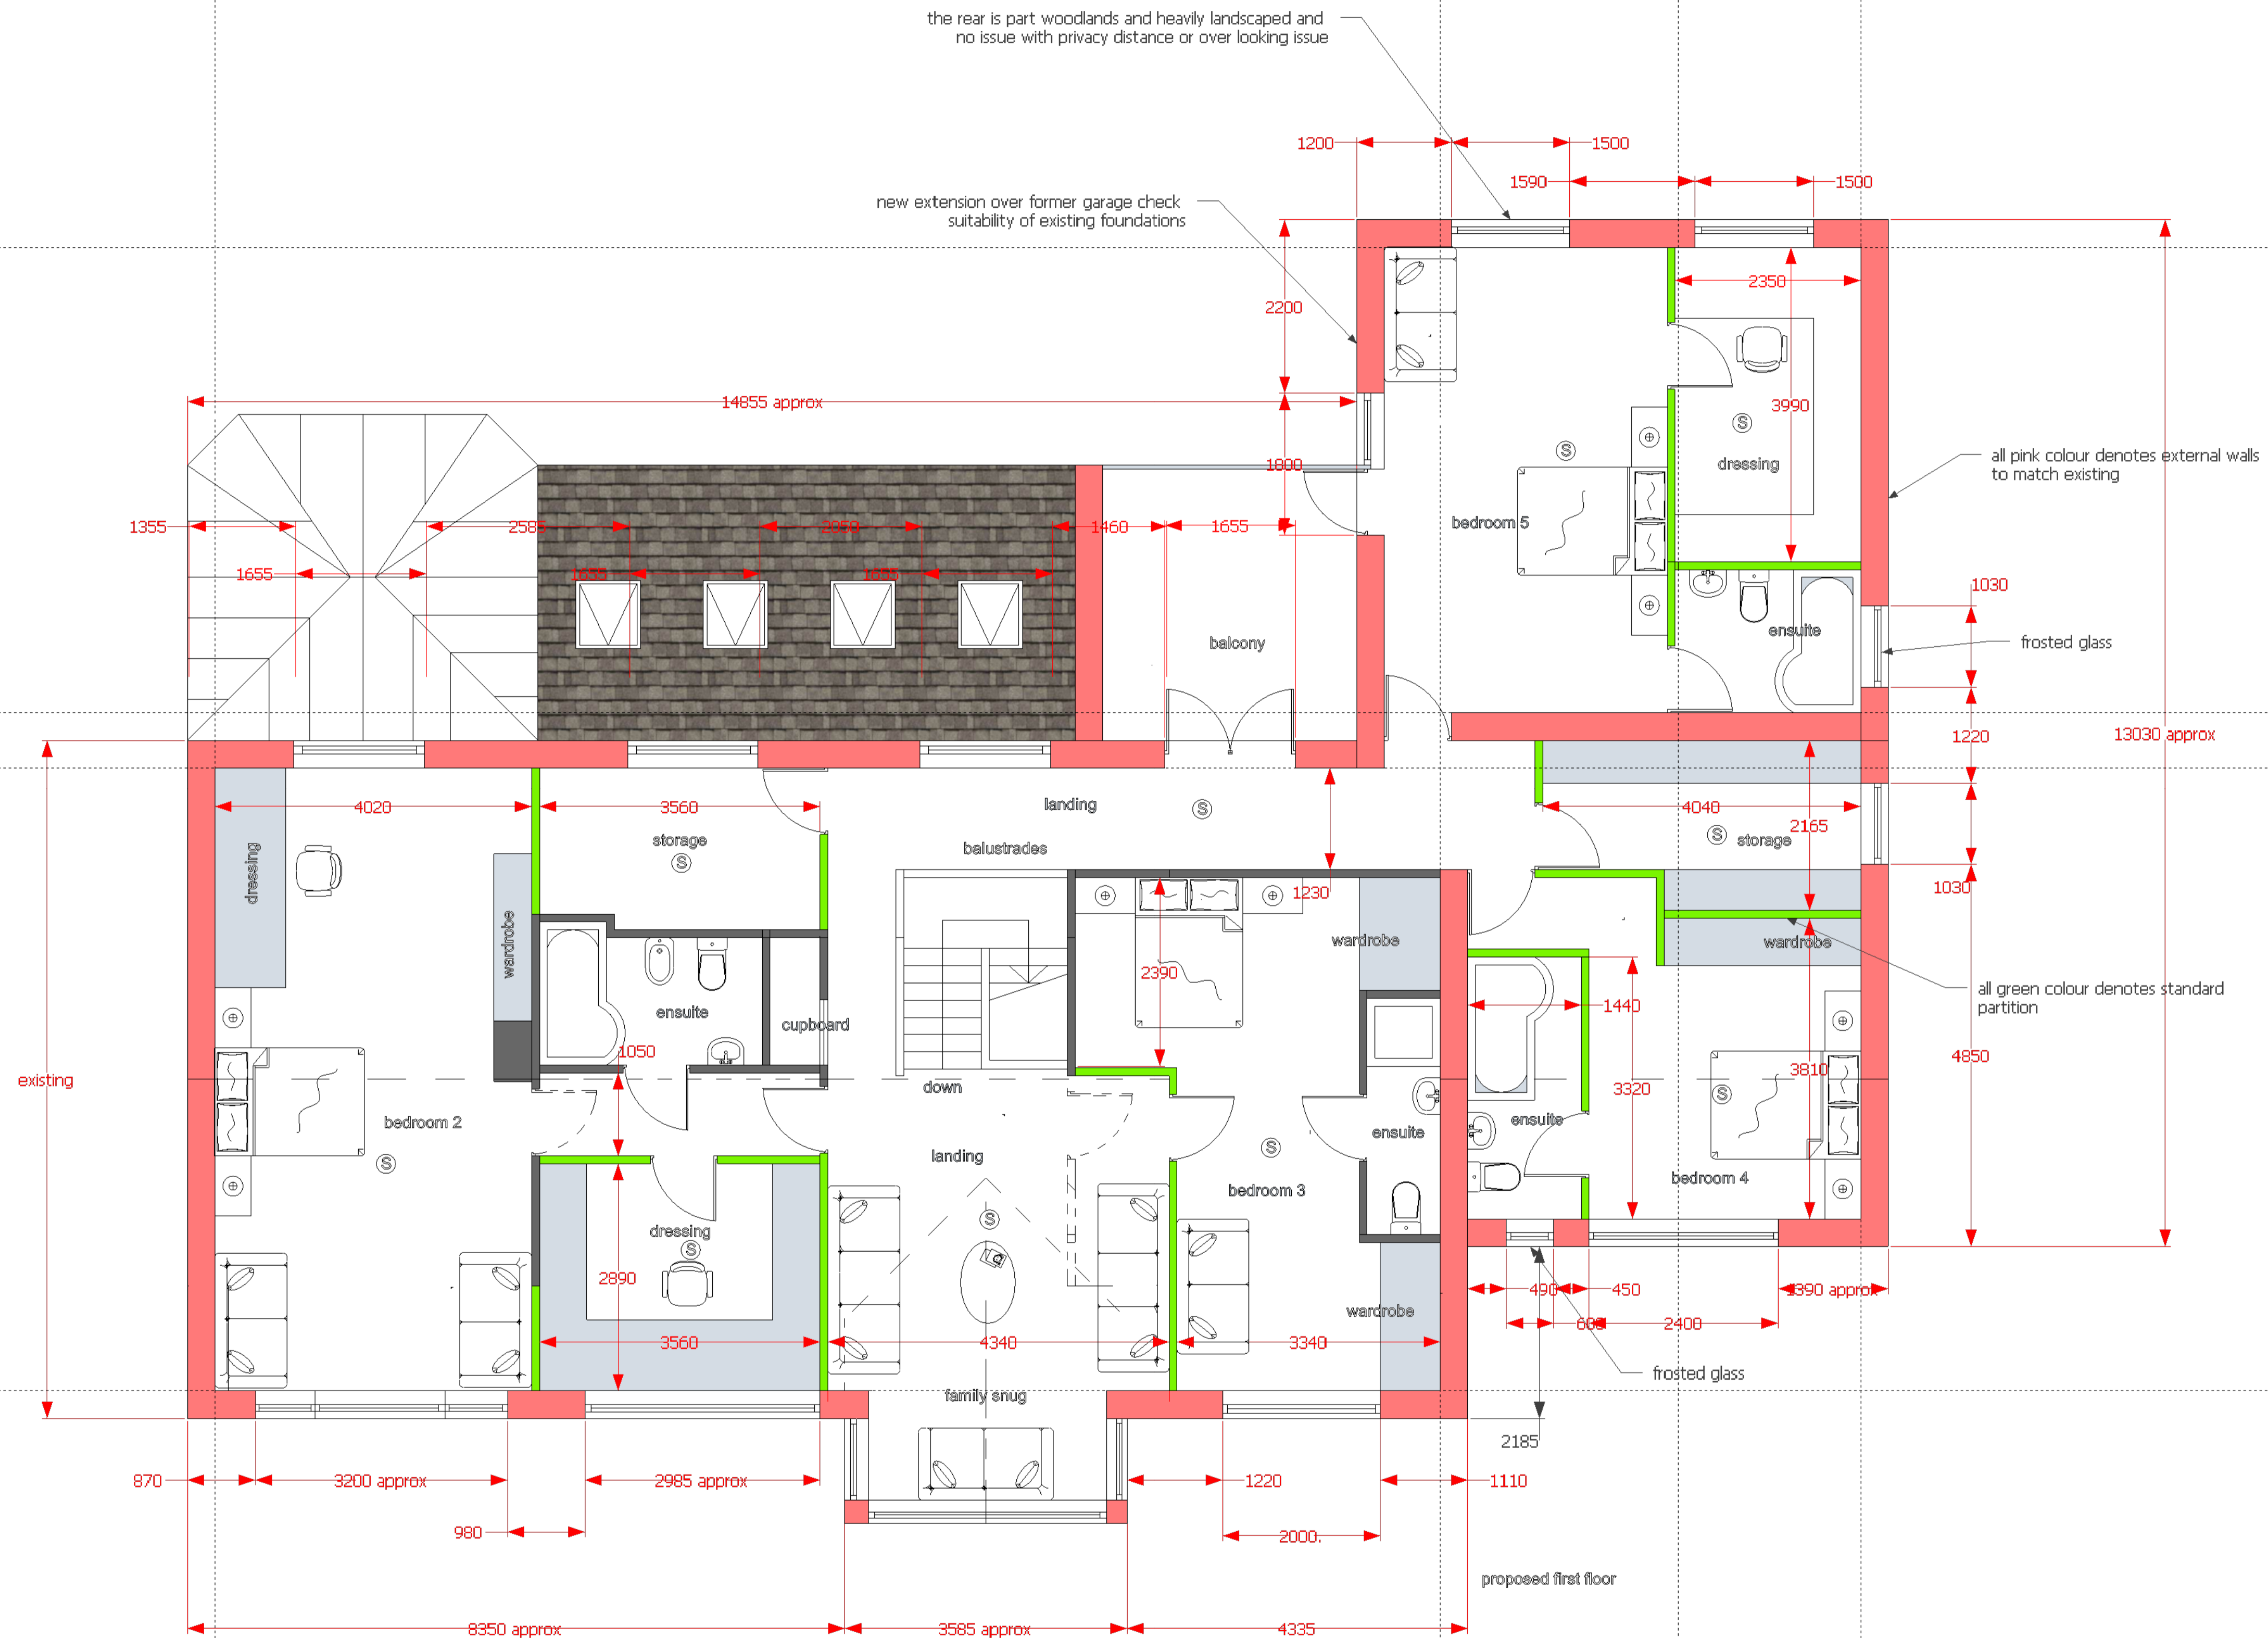 the rear is part woodlands and heavily landscaped and
no issue with privacy distance or over looking issue
1200
1500
1590
1500
new extension over former garage check
suitability of existing foundations
2350
2200
14855 approx
3990
all pink colour denotes external walls
to match existing
dressing
S
S
1800
1355
2585
2050
1460
1655
bedroom 5
1655
1655
1655
1030
ensuite
frosted glass
balcony
1220
13030 approx
4020
3560
landing
S
4040
2165
S
storage
storage
S
balustrades
dressing
1030
1230
wardrobe
wardrobe
wardrobe
2390
all green colour denotes standard
partition
1440
ensuite
cupboard
1050
existing
4850
3810
3320
down
S
bedroom 2
S
ensuite
ensuite
landing
S
bedroom 3
bedroom 4
dressing
S
S
2890
490
450
1390 approx
wardrobe
600
2400
3560
4340
3340
frosted glass
family snug
2185
870
3200 approx
2985 approx
1220
1110
980
2000.
proposed first floor
8350 approx
3585 approx
4335